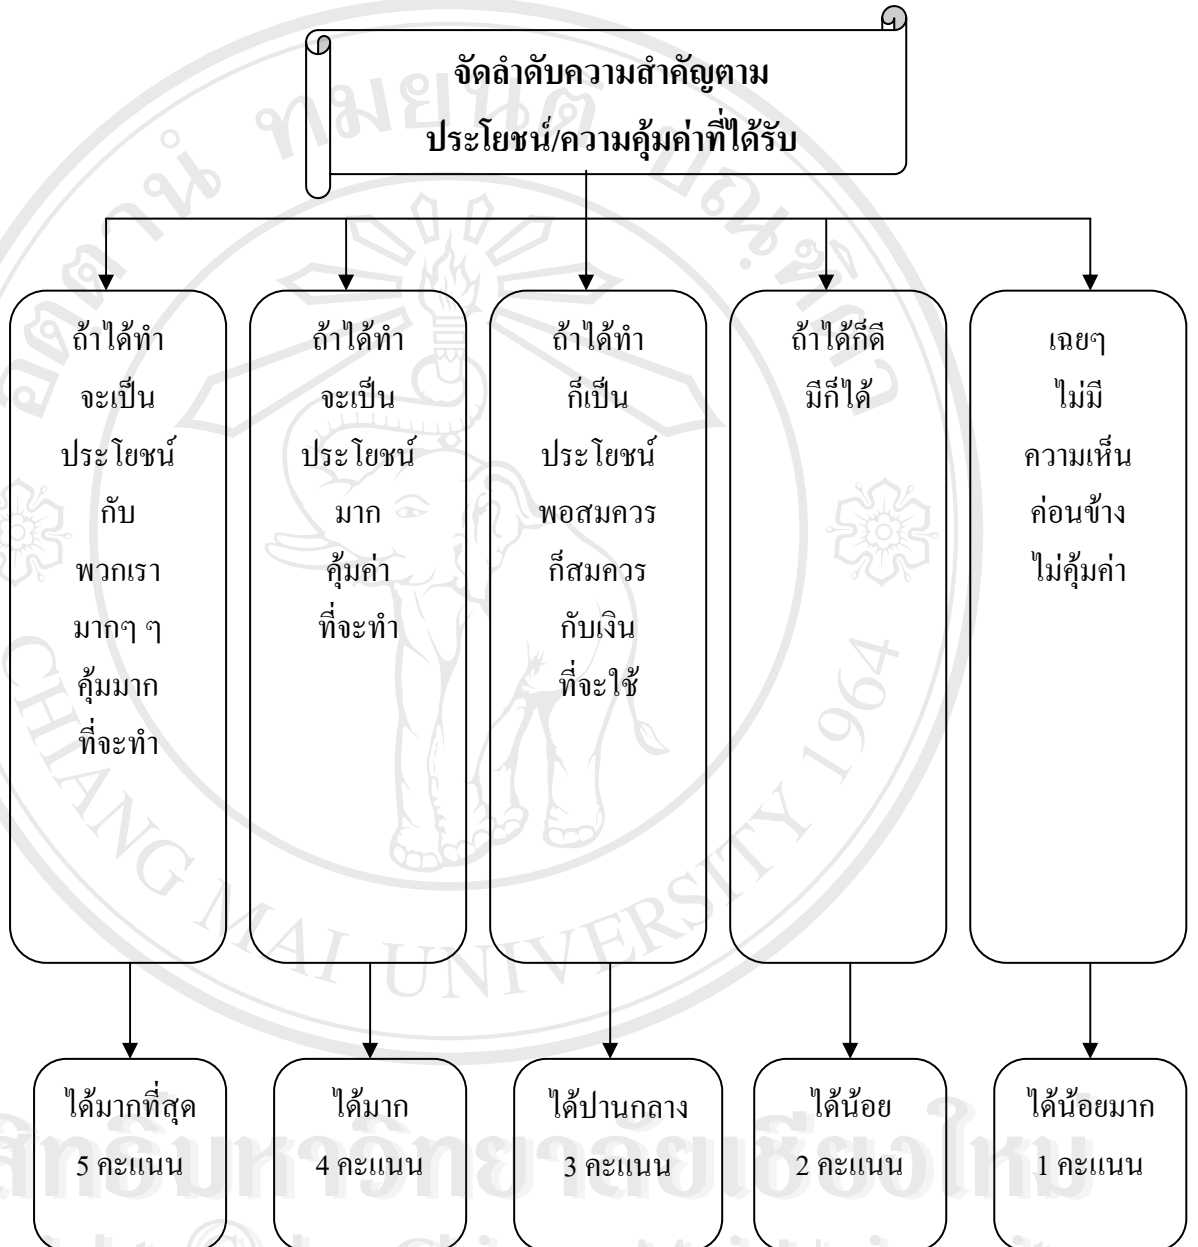 จัดลำดับความสำคัญตาม
ประโยชน์/ความคุ้มค่าที่ได้รับ
ถ้าได้ทำ
จะเป็น
ประโยชน์
กับ
พวกเรา
มากๆ ๆ
คุ้มมาก
ที่จะทำ
ถ้าได้ทำ
จะเป็น
ประโยชน์
มาก
คุ้มค่า
ที่จะทำ
ถ้าได้ทำ
ก็เป็น
ประโยชน์
พอสมควร
ก็สมควร
กับเงิน
ที่จะใช้
ถ้าได้ก็ดี
มีก็ได้
เฉยๆ
ไม่มี
ความเห็น
ค่อนข้าง
ไม่คุ้มค่า
ได้มากที่สุด
5 คะแนน
ได้มาก
4 คะแนน
ได้ปานกลาง
3 คะแนน
ได้น้อย
2 คะแนน
ได้น้อยมาก
1 คะแนน
CHIANG MAI UNIVERSITY 1964